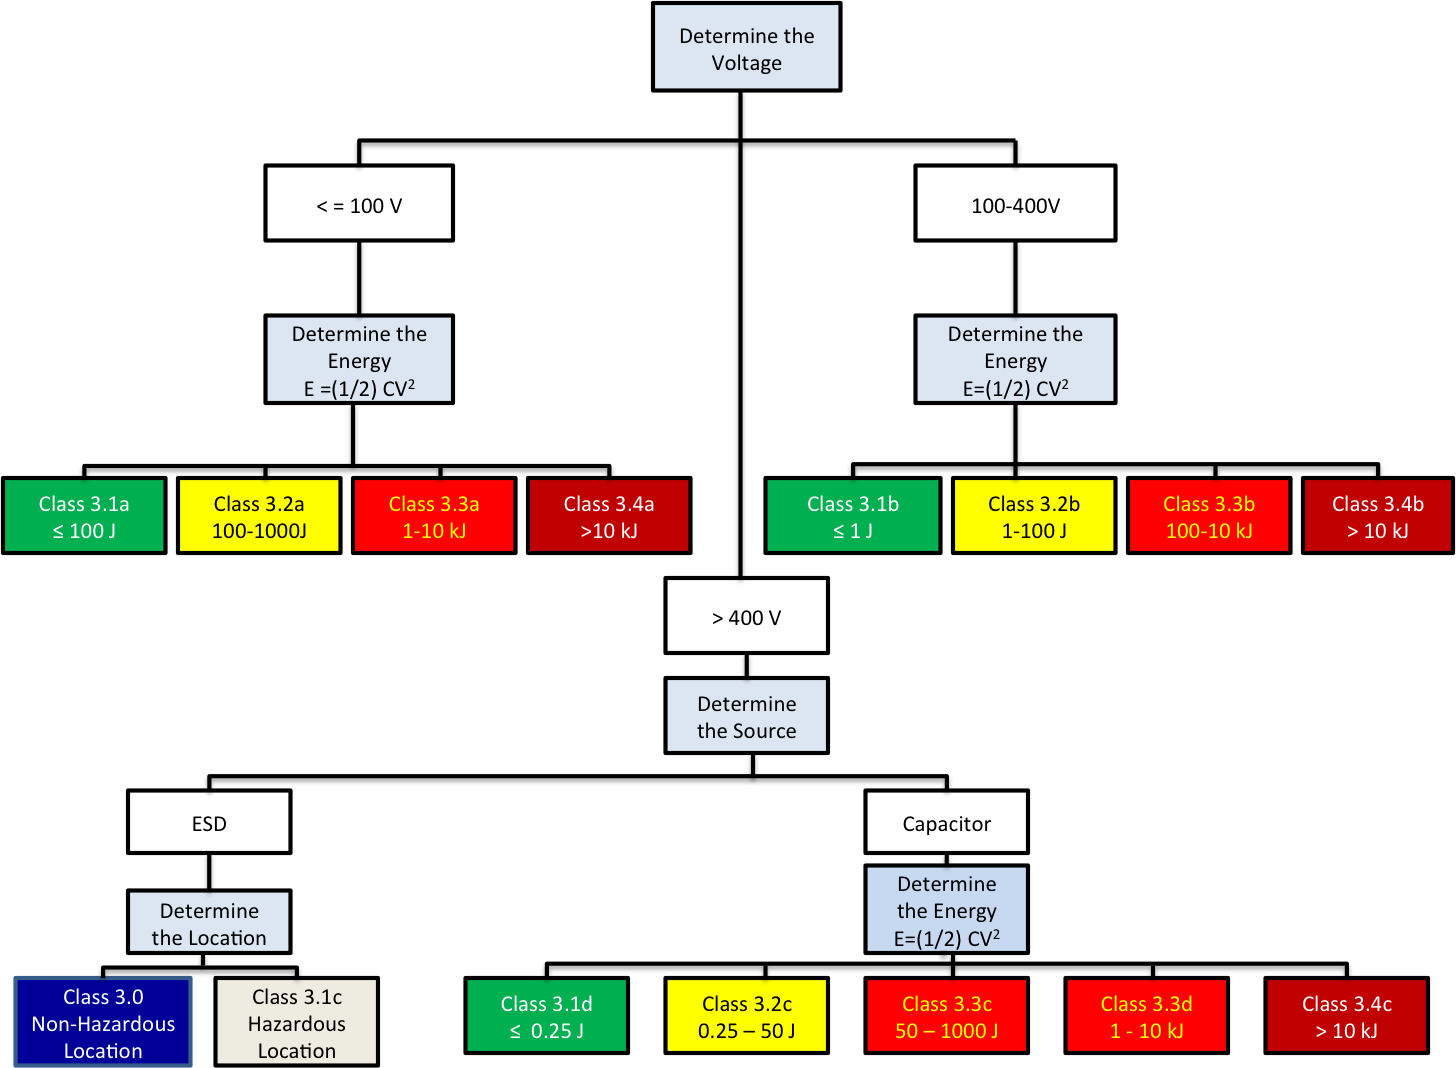 Determine the
Voltage
< = 100 V
100-400V
Determine the
Energy
E =(1/2) CV²
Determine the
Energy
E=(1/2) CV²
Class 3.1a
≤ 100 J
Class 3.2a
100-1000J
Class 3.3a
1-10 kJ
Class 3.4a
>10 kJ
Class 3.1b
≤ 1 J
Class 3.2b
1-100 J
Class 3.3b
100-10 kJ
Class 3.4b
> 10 kJ
> 400 V
Determine
the Source
ESD
Capacitor
Determine
the Location
Determine
the Energy
E=(1/2) CV²
Class 3.0
Non-Hazardous
Location
Class 3.1c
Hazardous
Location
Class 3.1d
≤  0.25 J
Class 3.2c
0.25 – 50 J
Class 3.3c
50 – 1000 J
Class 3.3d
1 - 10 kJ
Class 3.4c
> 10 kJ